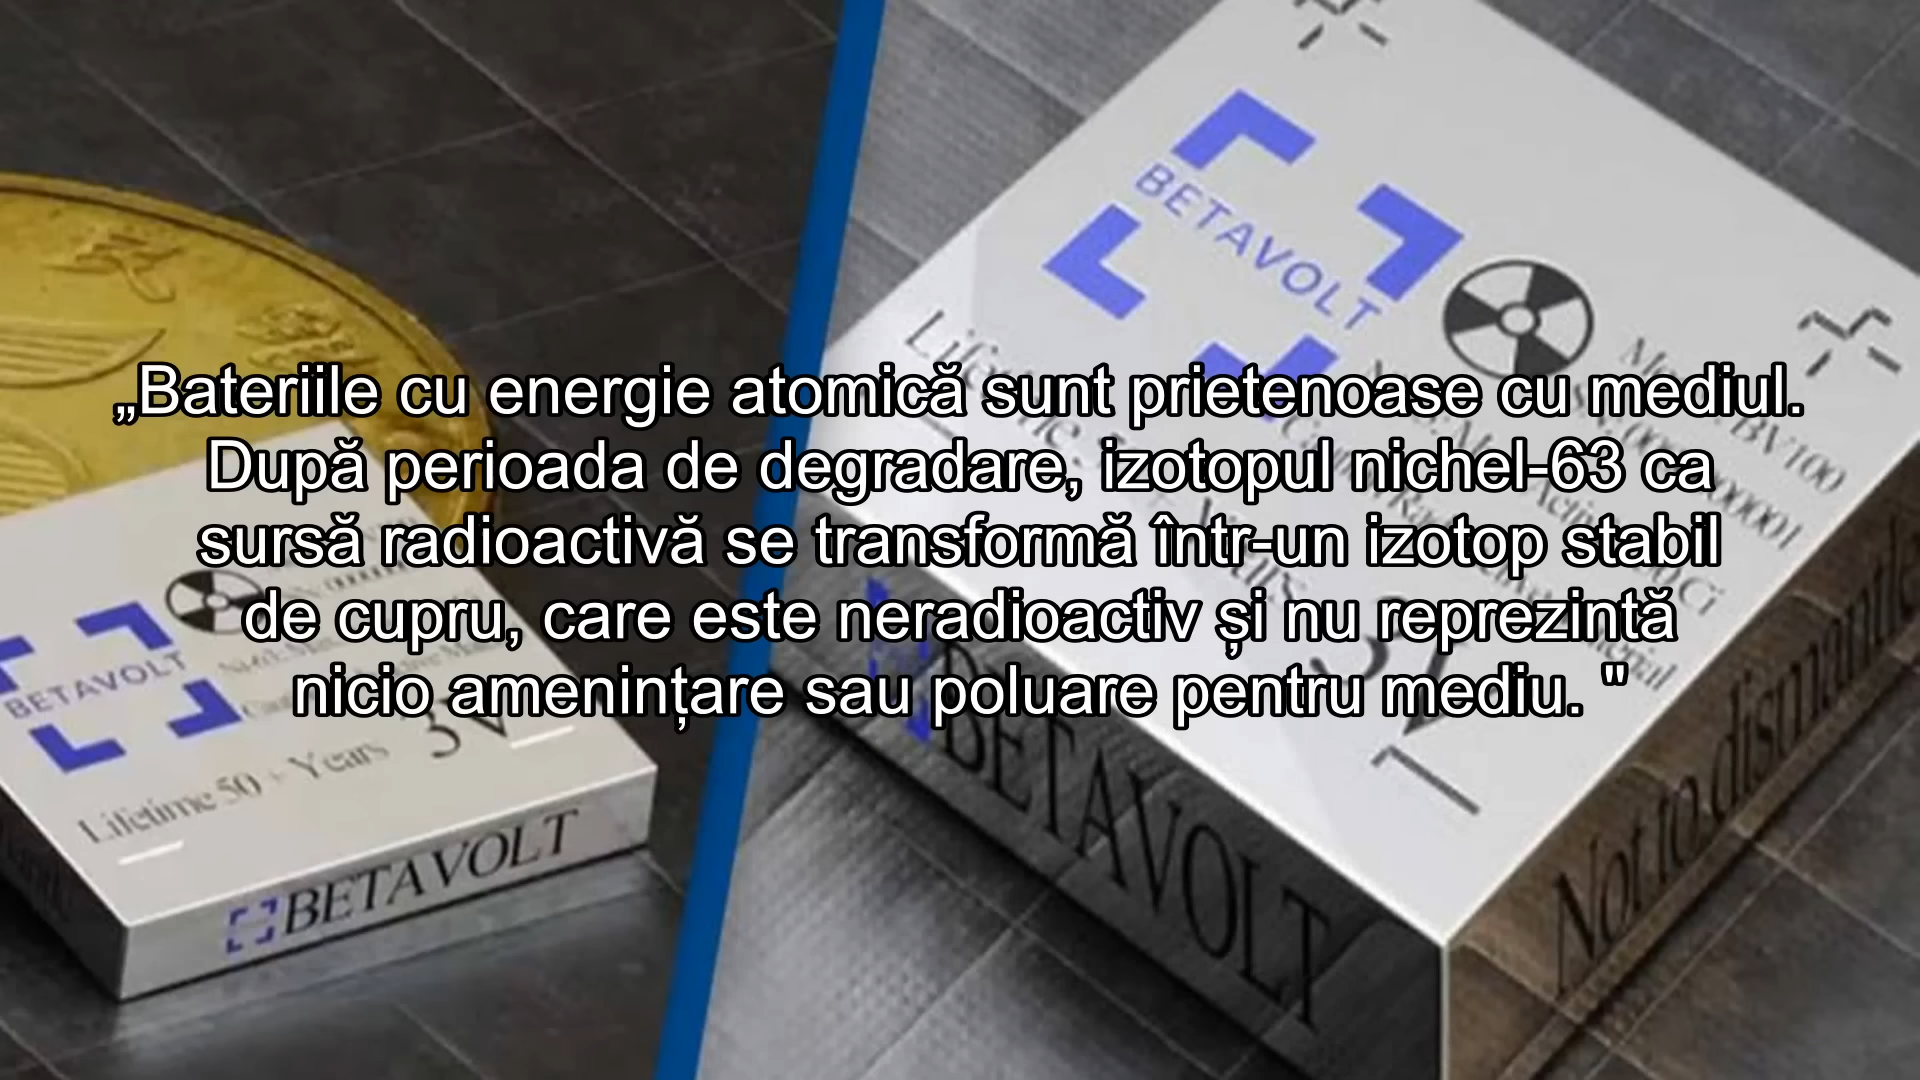 „Bateriile cu energie atomică sunt prietenoase cu mediul.
După perioada de degradare, izotopul nichel-63 ca
sursă radioactivă se transformă într-un izotop stabil
de cupru, care este neradioactiv și nu reprezintă
nicio amenințare sau poluare pentru mediu. "
BETAVOLT
Lifetime 50 + Years
3V
BETAVOLT
BETAVOLT
BV100
BETAVOLT
Not to dismantle